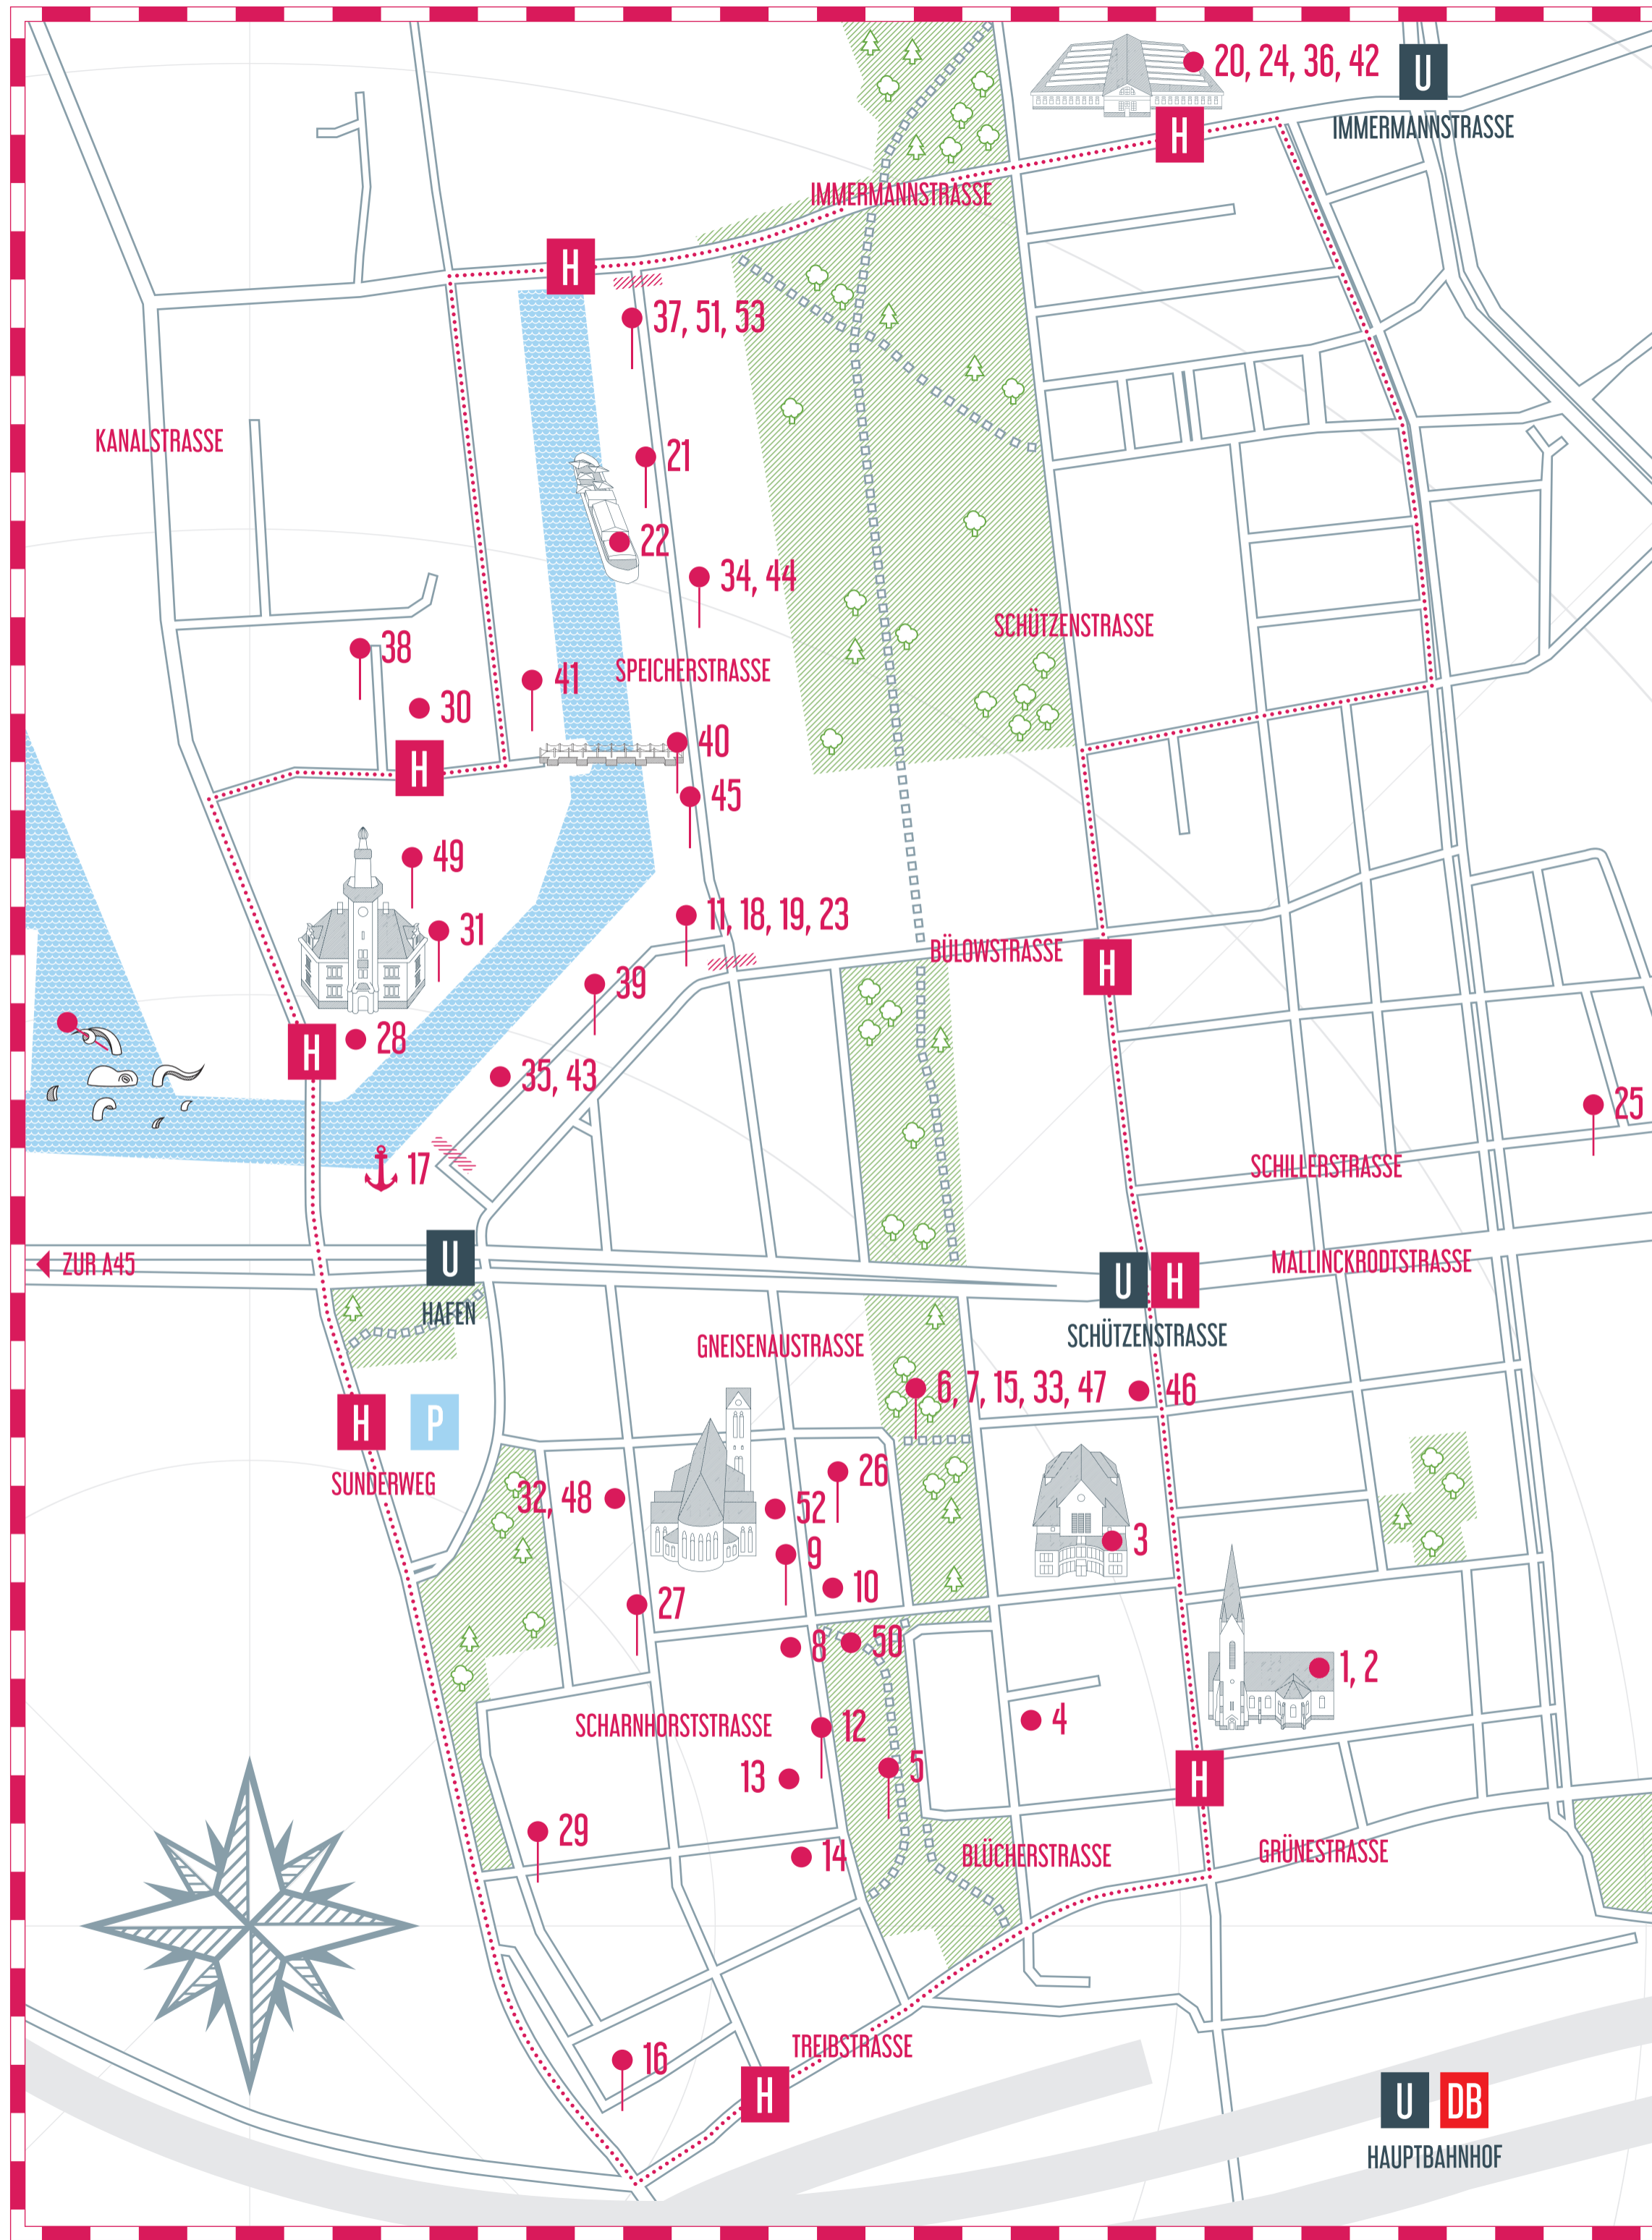 20, 24, 36, 42
U
IMMERMANNSTRASSE
H
IMMERMANNSTRASSE
H
37, 51, 53
KANALSTRASSE
21
22
34, 44
SCHÜTZENSTRASSE
38
41
SPEICHERSTRASSE
30
40
H
45
49
11, 18, 19, 23
31
BÜLOWSTRASSE
H
39
28
H
35, 43
25
17
SCHILLERSTRASSE
ZUR A45
U
HAFEN
MALLINCKRODTSTRASSE
U H
SCHÜTZENSTRASSE
GNEISENAUSTRASSE
6, 7, 15, 33, 47
46
H P
SUNDERWEG
26
32, 48
52
3
9
10
27
8
50
1, 2
4
SCHARNHORSTSTRASSE
12
13
5
H
29
14
BLÜCHERSTRASSE
GRÜNESTRASSE
TREIBSTRASSE
16
H
U DB
HAUPTBAHNHOF